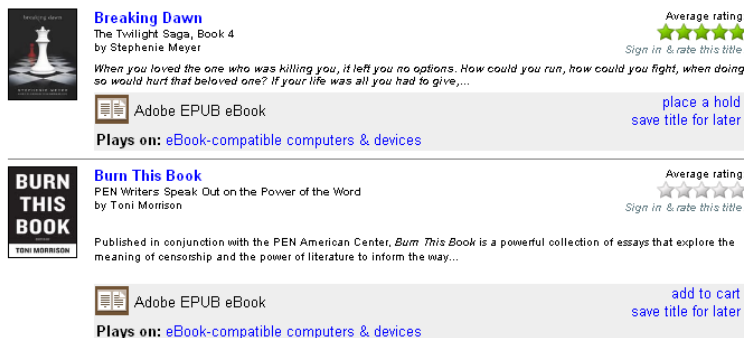 breaking dawn
STEPHENIE MEYER
Breaking Dawn
The Twilight Saga, Book 4
by Stephenie Meyer
Average rating
Sign in & rate this title
When you loved the one who was killing you, it left you no options. How could you run, how could you fight, when doing
so would hurt that beloved one? If your life was all you had to give,...
Adobe EPUB eBook
place a hold
save title for later
Plays on: eBook-compatible computers & devices
BURN
THIS
BOOK
TONI MORRISON
Burn This Book
PEN Writers Speak Out on the Power of the Word
by Toni Morrison
Average rating
Sign in & rate this title
Published in conjunction with the PEN American Center, Burn This Book is a powerful collection of essays that explore the
meaning of censorship and the power of literature to inform the way...
Adobe EPUB eBook
add to cart
save title for later
Plays on: eBook-compatible computers & devices